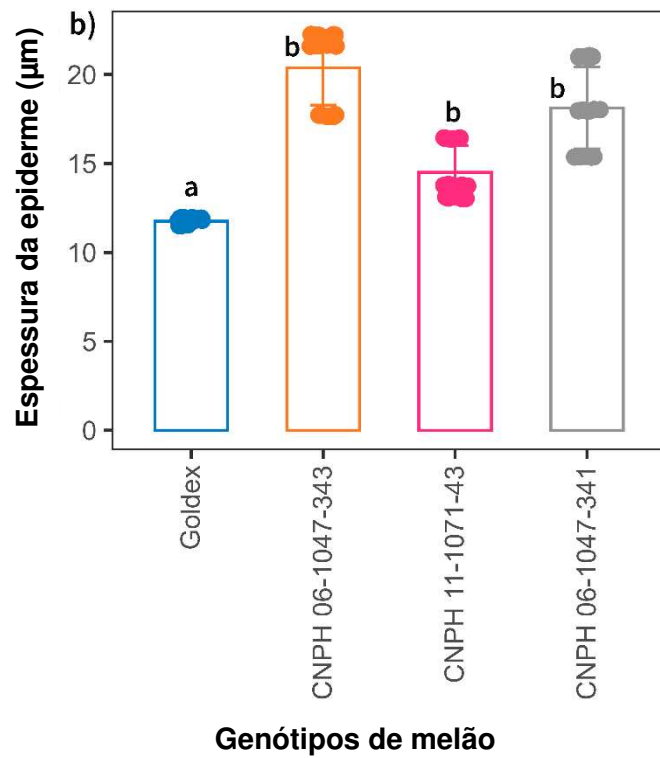 b)
Espessura da epiderme (µm)
20
15
10
5
0
a
b
b
b
Goldex
CNPH 06-1047-343
CNPH 11-1071-43
CNPH 06-1047-341
Genótipos de melão